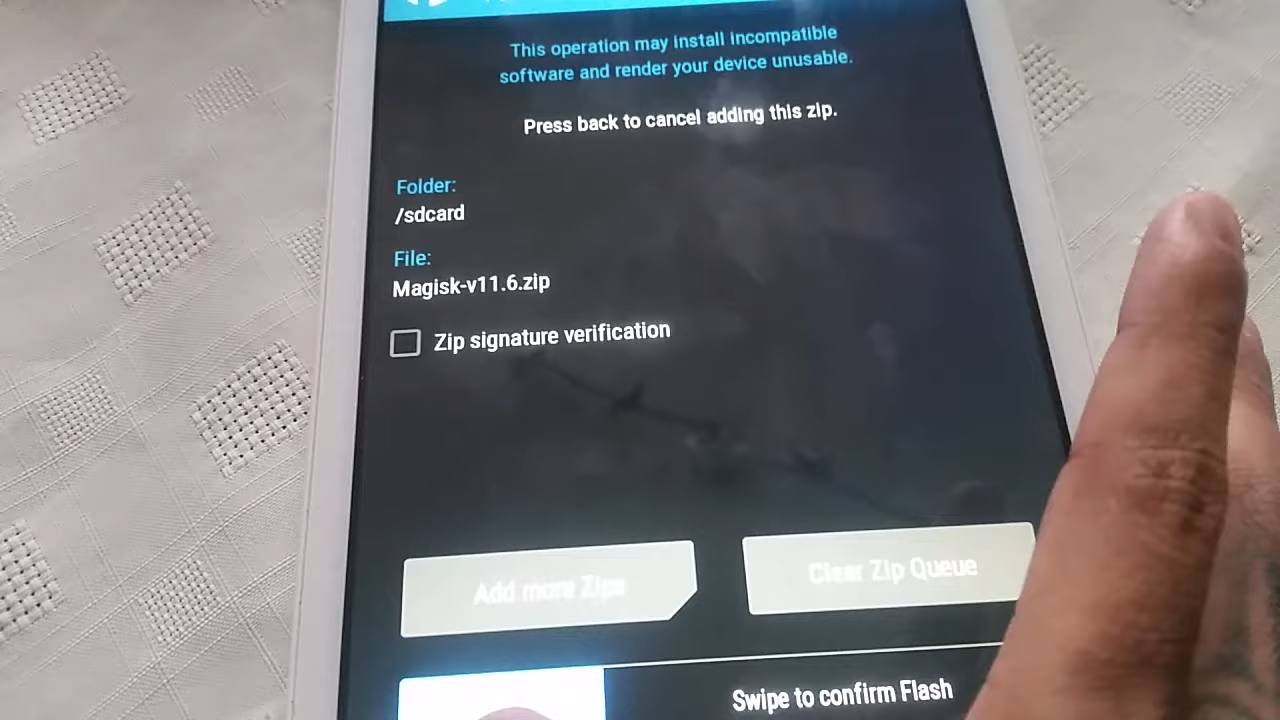 This operation may install incompatible
software and render your device unusable.
Press back to cancel adding this zip.
Folder:
/sdcard
File:
Magisk-v11.6.zip
Zip signature verification
Add more Zips
Clear Zip Queue
Swipe to confirm Flash